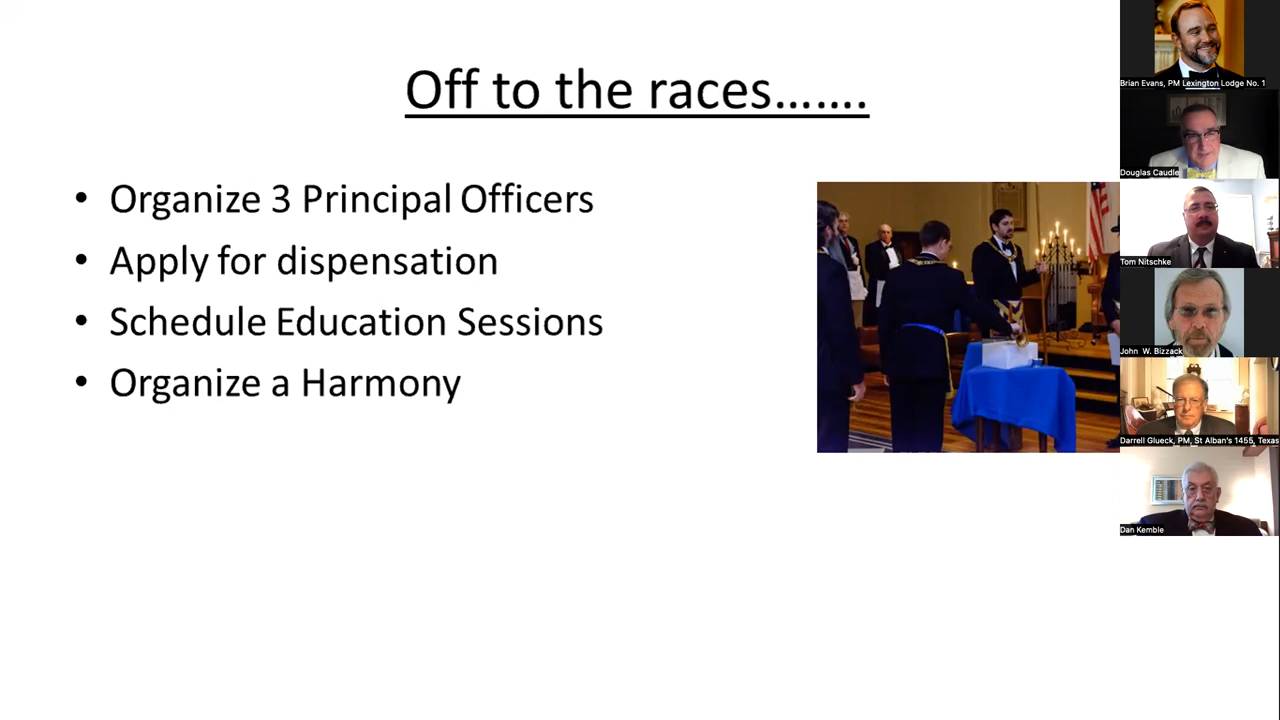 Off to the races.......
• Organize 3 Principal Officers
• Apply for dispensation
• Schedule Education Sessions
• Organize a Harmony
Brian Evans, PM Lexington Lodge No. 1
Douglas Caudle
Tom Nitschke
John W. Bizzack
Darrell Glueck, PM, St Alban's 1455, Texas
Dan Kemble